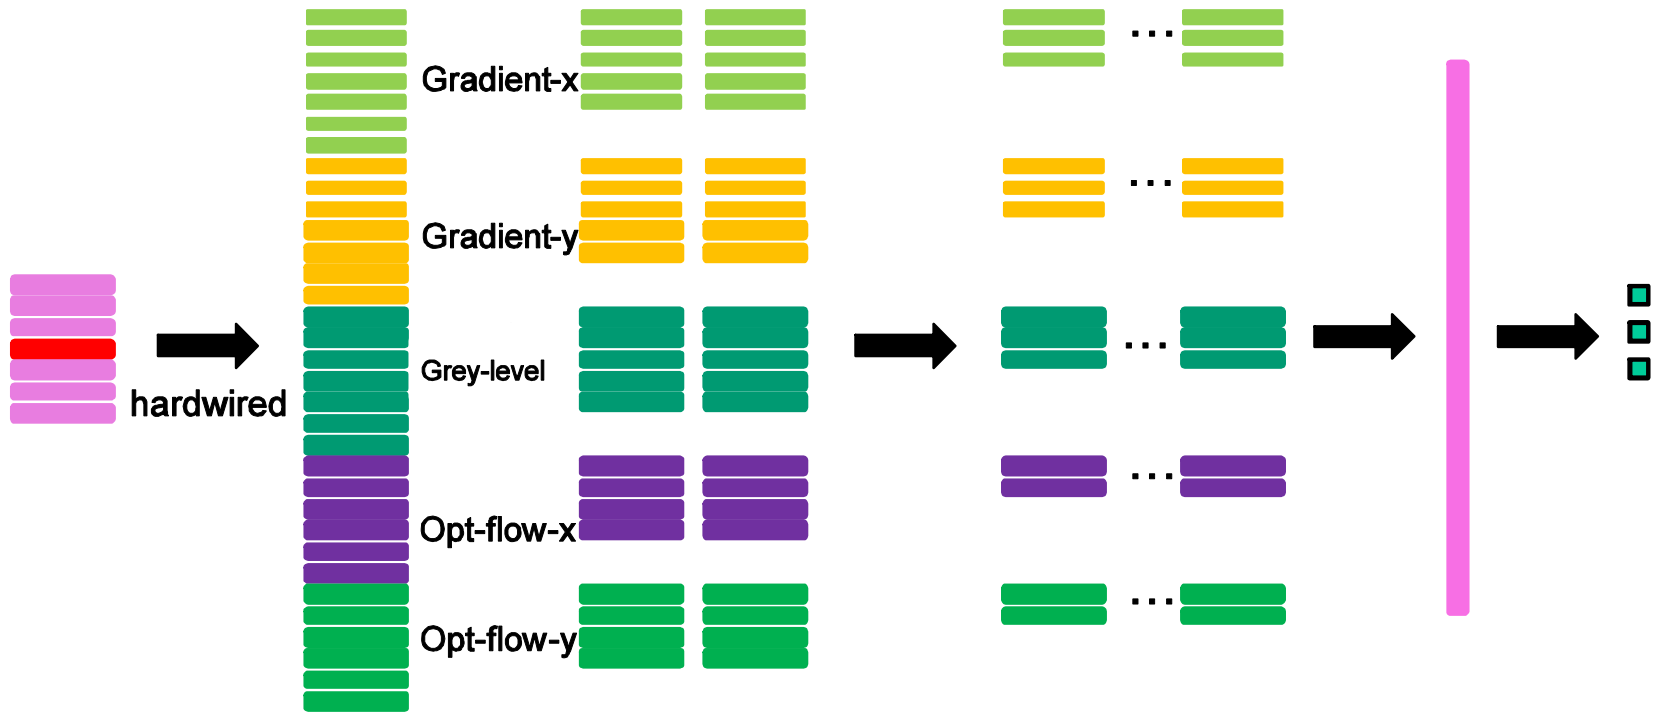 Gradient-x
Gradient-y
Grey-level
hardwired
Opt-flow-x
Opt-flow-y